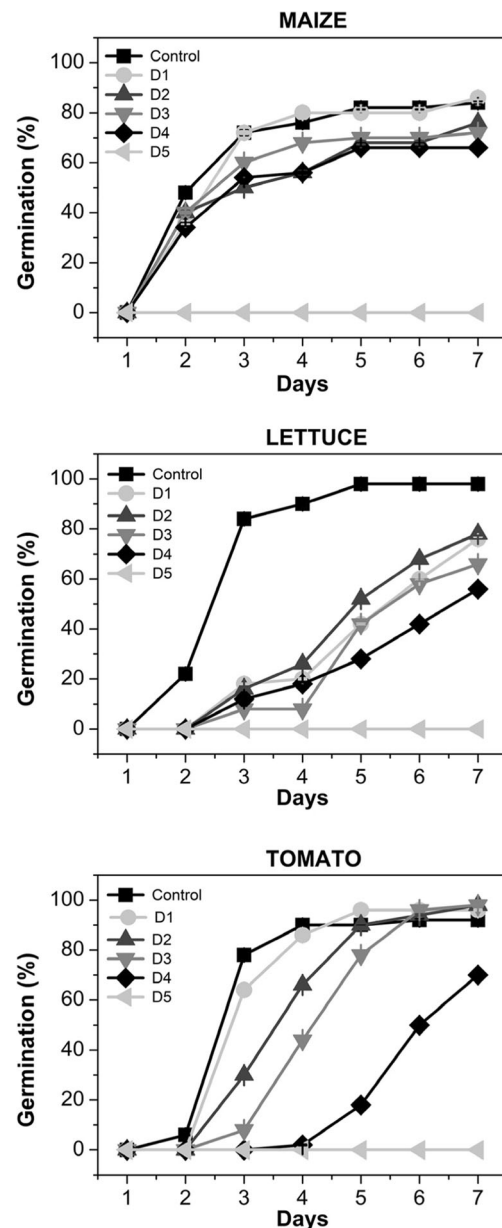 MAIZE
Control
D1
D2
D3
D4
D5
100
80
60
40
20
0
Germination (%)
1 2 3 4 5 6 7
Days
LETTUCE
Control
D1
D2
D3
D4
D5
100
80
60
40
20
0
Germination (%)
1 2 3 4 5 6 7
Days
TOMATO
Control
D1
D2
D3
D4
D5
100
80
60
40
20
0
Germination (%)
1 2 3 4 5 6 7
Days